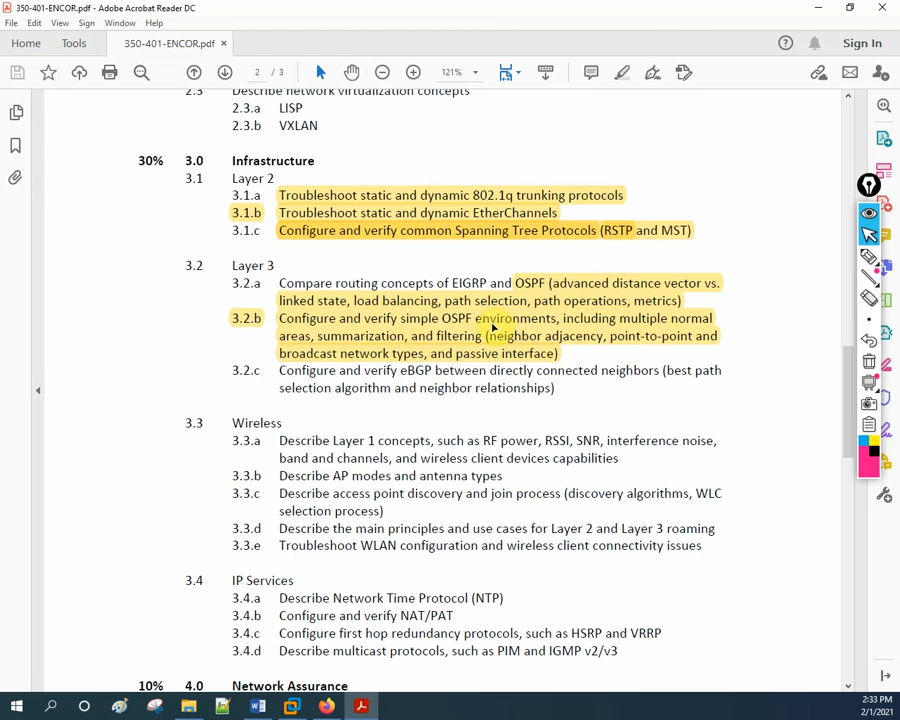 350-401-ENCOR.pdf - Adobe Acrobat Reader DC
File Edit View Sign Window Help
Home Tools 350-401-ENCOR.pdf × Sign In
2 / 3 121%
2.3 Describe network virtualization concepts
2.3.a LISP
2.3.b VXLAN
30% 3.0 Infrastructure
3.1 Layer 2
3.1.a Troubleshoot static and dynamic 802.1q trunking protocols
3.1.b Troubleshoot static and dynamic EtherChannels
3.1.c Configure and verify common Spanning Tree Protocols (RSTP and MST)
3.2 Layer 3
3.2.a Compare routing concepts of EIGRP and OSPF (advanced distance vector vs.
linked state, load balancing, path selection, path operations, metrics)
3.2.b Configure and verify simple OSPF environments, including multiple normal
areas, summarization, and filtering (neighbor adjacency, point-to-point and
broadcast network types, and passive interface)
3.2.c Configure and verify eBGP between directly connected neighbors (best path
selection algorithm and neighbor relationships)
3.3 Wireless
3.3.a Describe Layer 1 concepts, such as RF power, RSSI, SNR, interference noise,
band and channels, and wireless client devices capabilities
3.3.b Describe AP modes and antenna types
3.3.c Describe access point discovery and join process (discovery algorithms, WLC
selection process)
3.3.d Describe the main principles and use cases for Layer 2 and Layer 3 roaming
3.3.e Troubleshoot WLAN configuration and wireless client connectivity issues
3.4 IP Services
3.4.a Describe Network Time Protocol (NTP)
3.4.b Configure and verify NAT/PAT
3.4.c Configure first hop redundancy protocols, such as HSRP and VRRP
3.4.d Describe multicast protocols, such as PIM and IGMP v2/v3
10% 4.0 Network Assurance
2:33 PM
2/1/2021